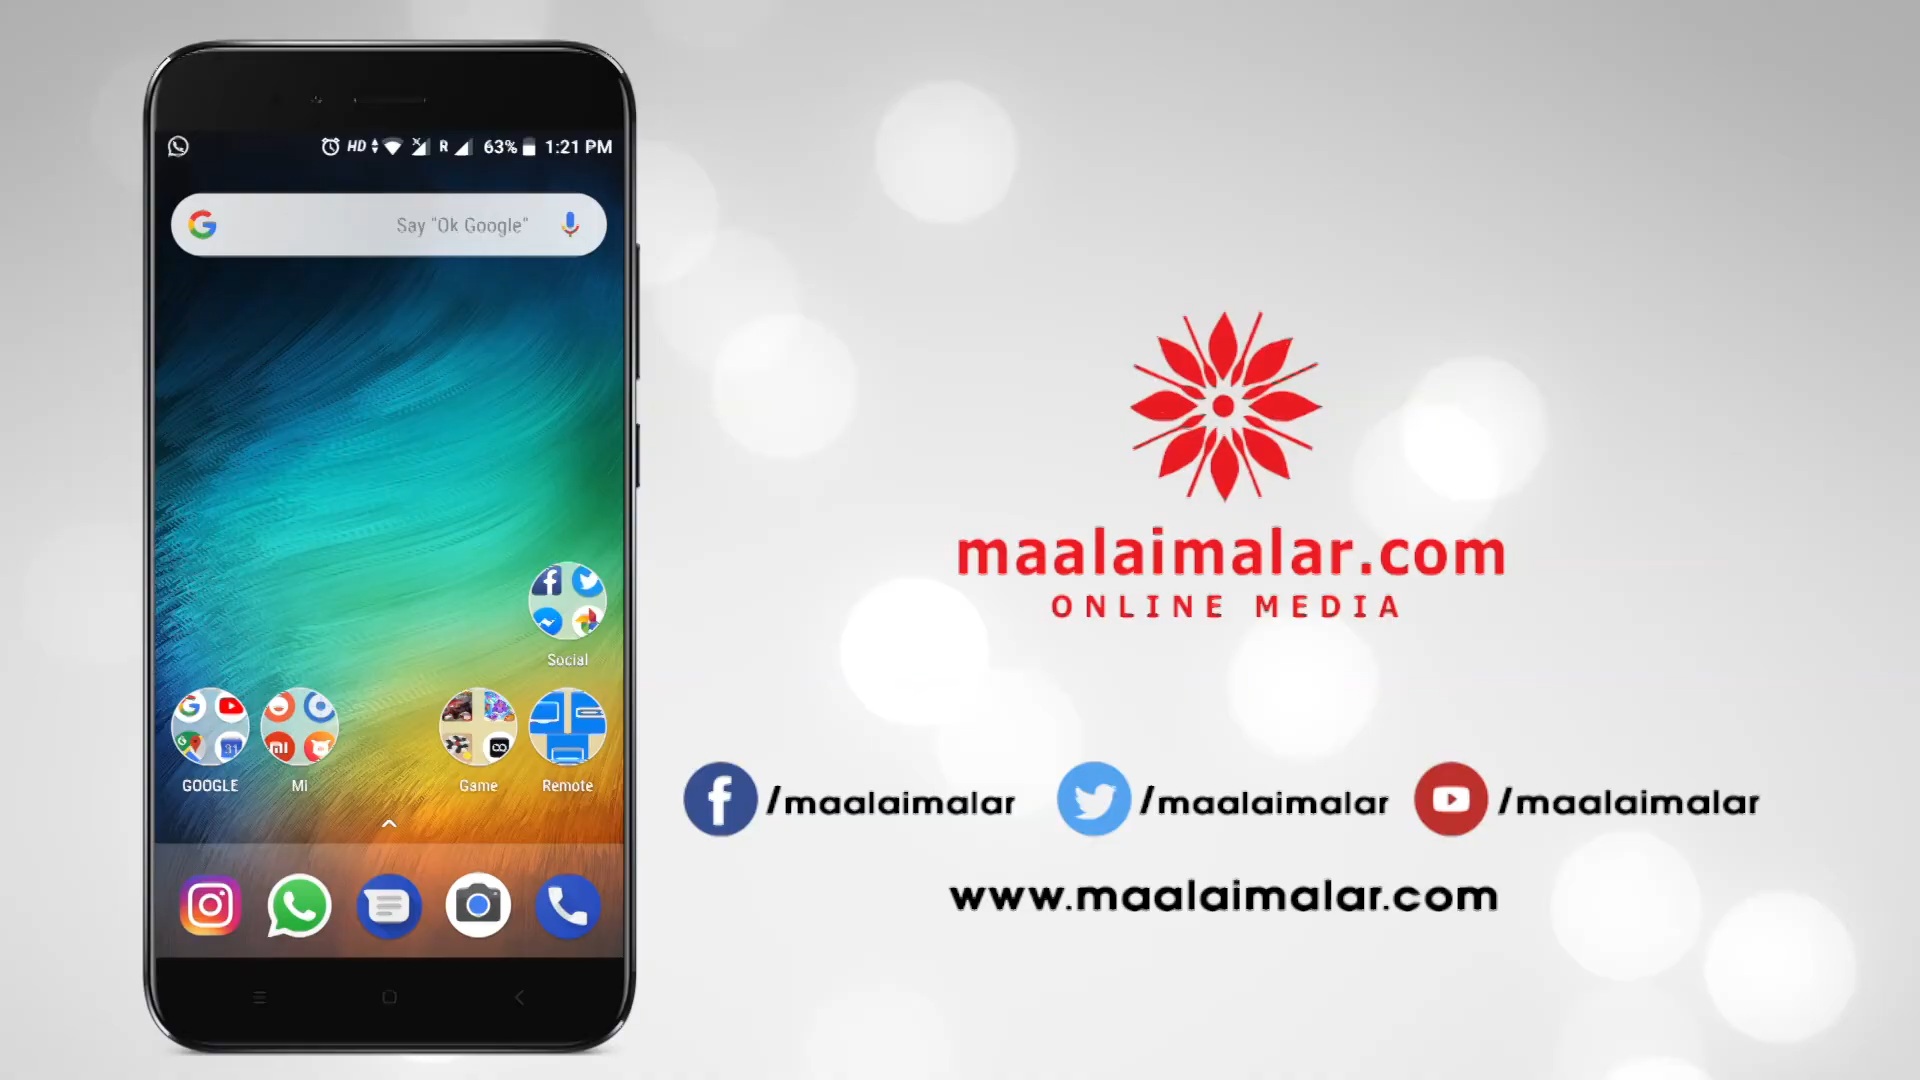 HD R 63% 1:21 PM
Say "Ok Google"
Social
GOOGLE
Mi
Game
Remote
maalaimalar.com
ONLINE MEDIA
/maalaimalar
/maalaimalar
/maalaimalar
www.maalaimalar.com